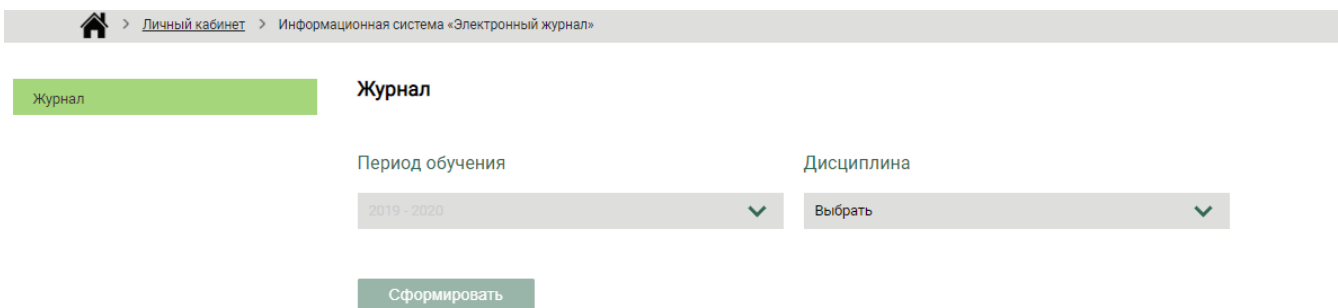 > Личный кабинет > Информационная система «Электронный журнал»
Журнал
Журнал
Период обучения Дисциплина
2019 - 2020 Выбрать
Сформировать